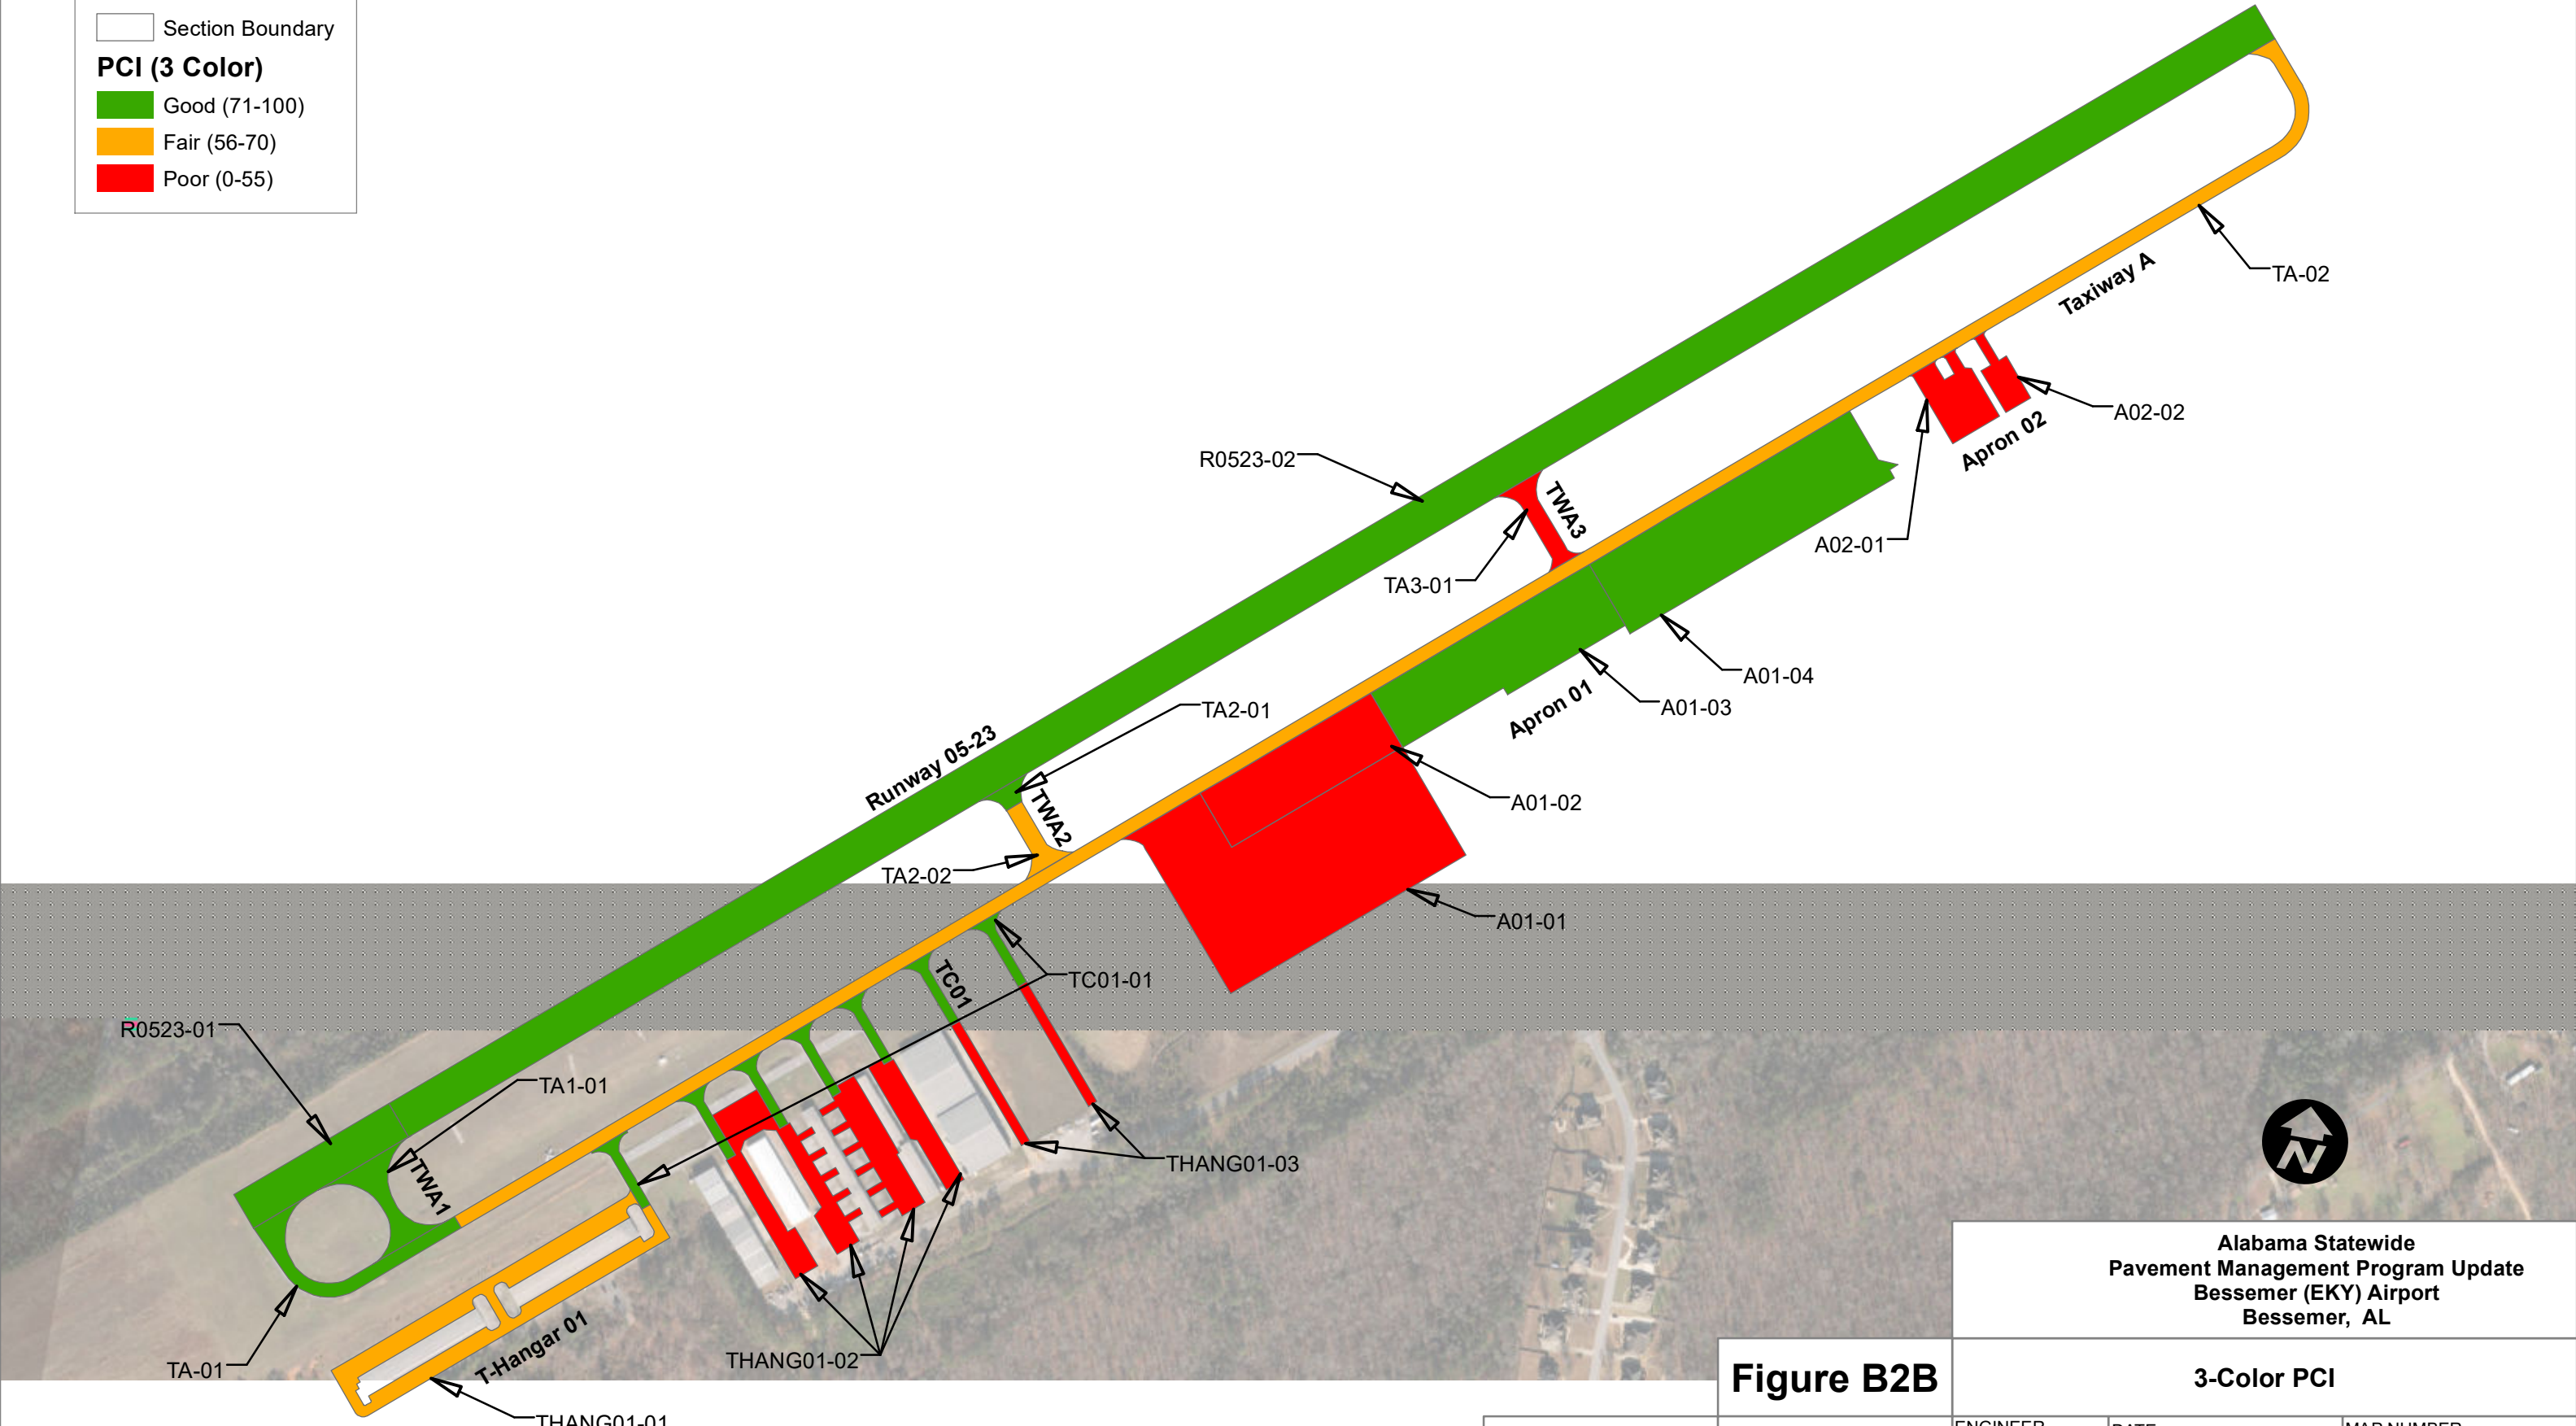 Section Boundary
PCI (3 Color)
Good (71-100)
Fair (56-70)
Poor (0-55)
TA-02
Taxiway A
A02-02
Apron 02
A02-01
R0523-02
TWA3
TA3-01
A01-04
A01-03
Apron 01
TA2-01
Runway 05-23
TWA2
A01-02
TA2-02
A01-01
TC01-01
TC01
R0523-01
TA1-01
TWA1
THANG01-03
N
TA-01
T-Hangar 01
THANG01-02
THANG01-01
Alabama Statewide
Pavement Management Program Update
Bessemer (EKY) Airport
Bessemer, AL
Figure B2B
3-Color PCI
ENGINEER
DATE
MAP NUMBER